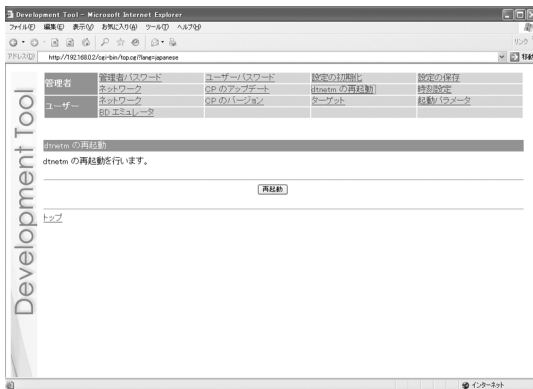 Development Tool - Microsoft Internet Explorer
ファイル(F) 編集(E) 表示(V) お気に入り(A) ツール(T) ヘルプ(H)
リンク
アドレス(D) http://192.168.0.2/cgi-bin/top.cgi?lang=japanese 移動
Development Tool
管理者 管理者パスワード ユーザーパスワード 設定の初期化 設定の保存
ネットワーク CP のアップデート dtnetm の再起動 時刻設定
ユーザー ネットワーク CP のバージョン ターゲット 起動パラメータ
BD エミュレータ
dtnetm の再起動
dtnetm の再起動を行います。
再起動
トップ
インターネット